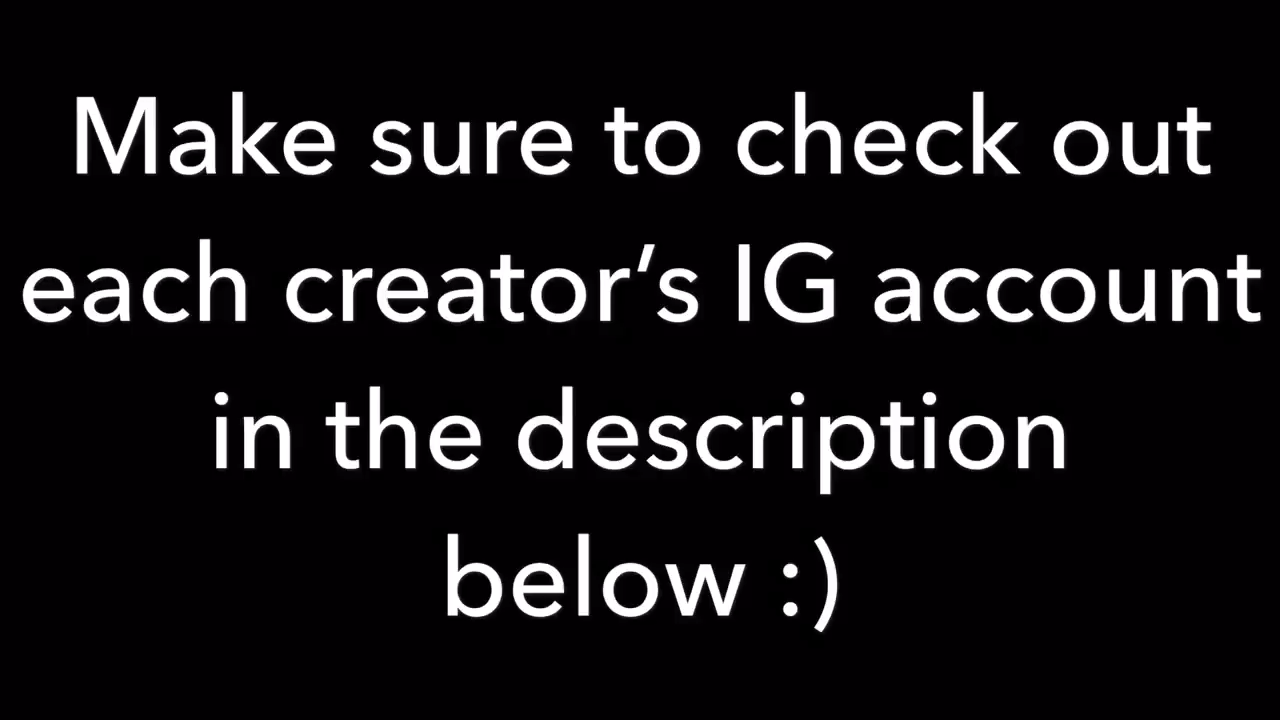 Make sure to check out
each creator’s IG account
in the description
below :)